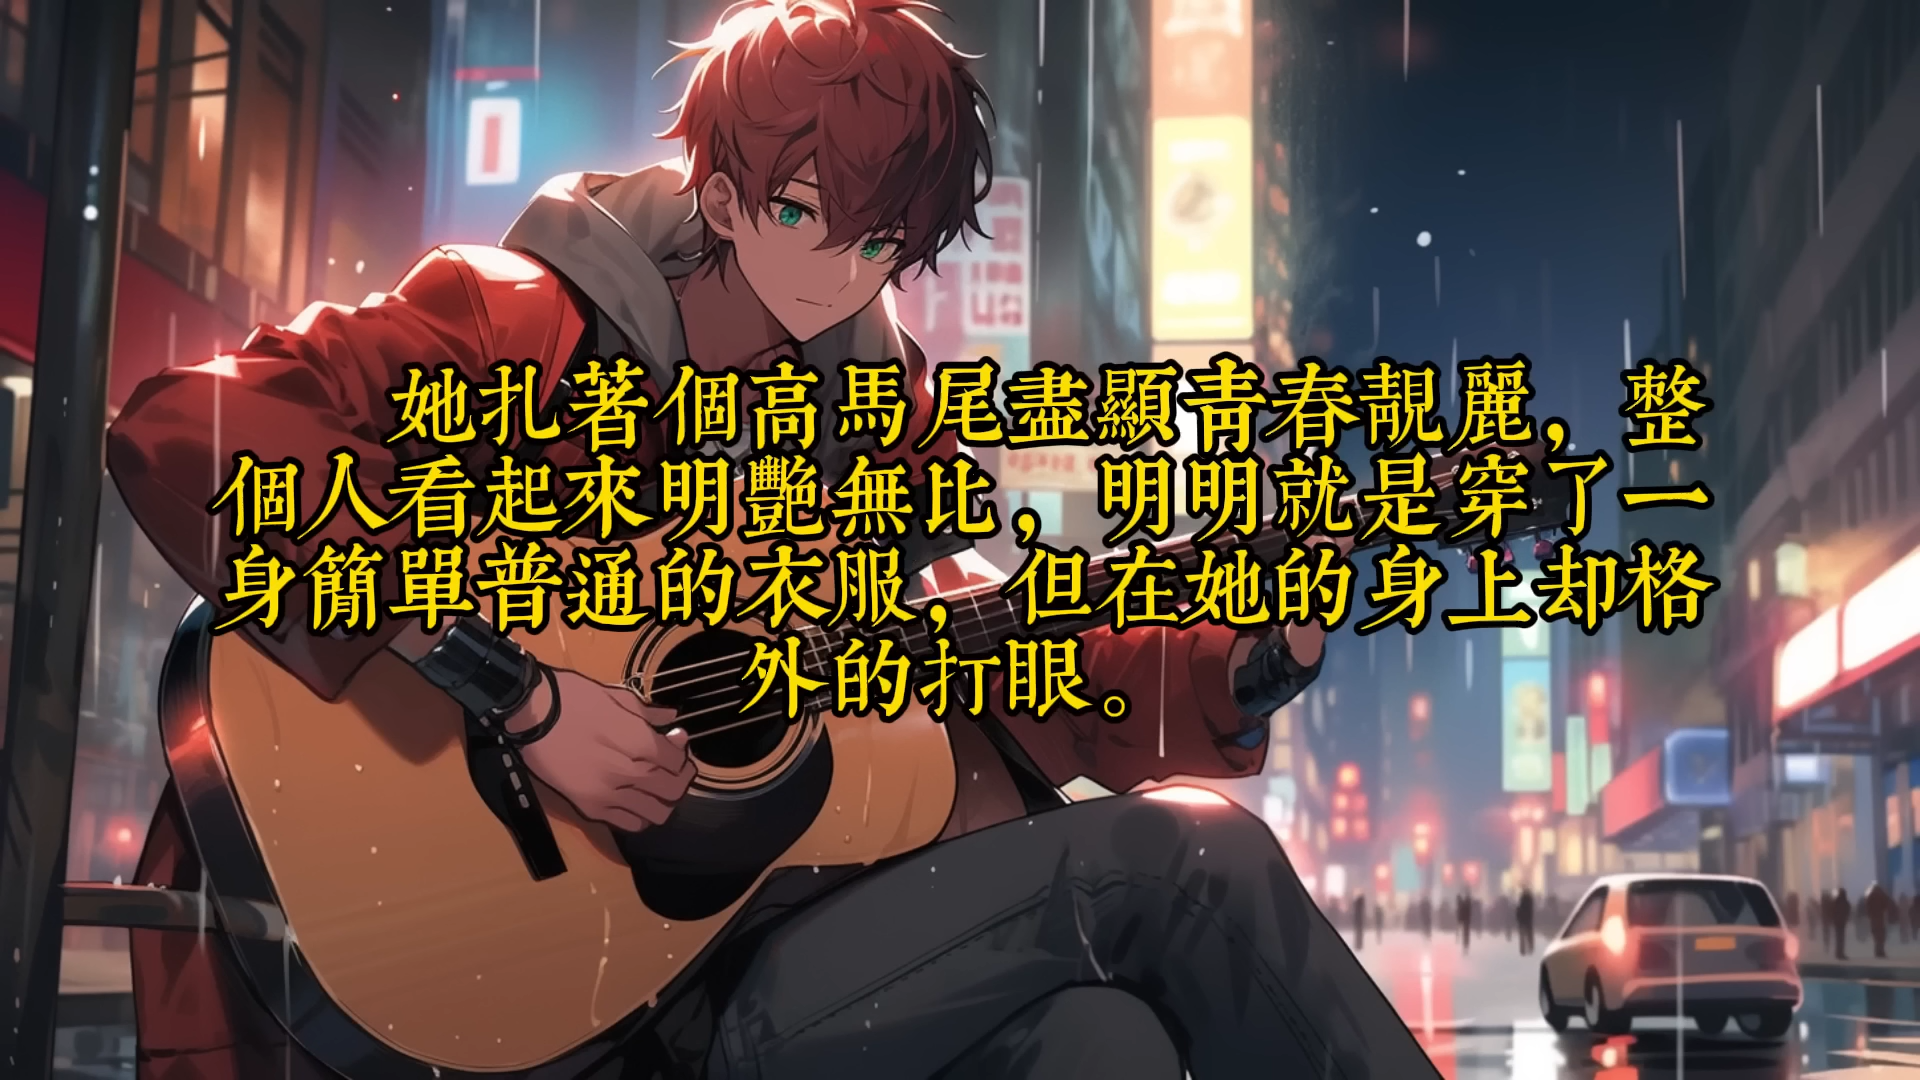 她扎著個高馬尾盡顯青春靚麗，整
個人看起來明艷無比，明明就是穿了一
身簡單普通的衣服，但在她的身上却格
外的打眼。